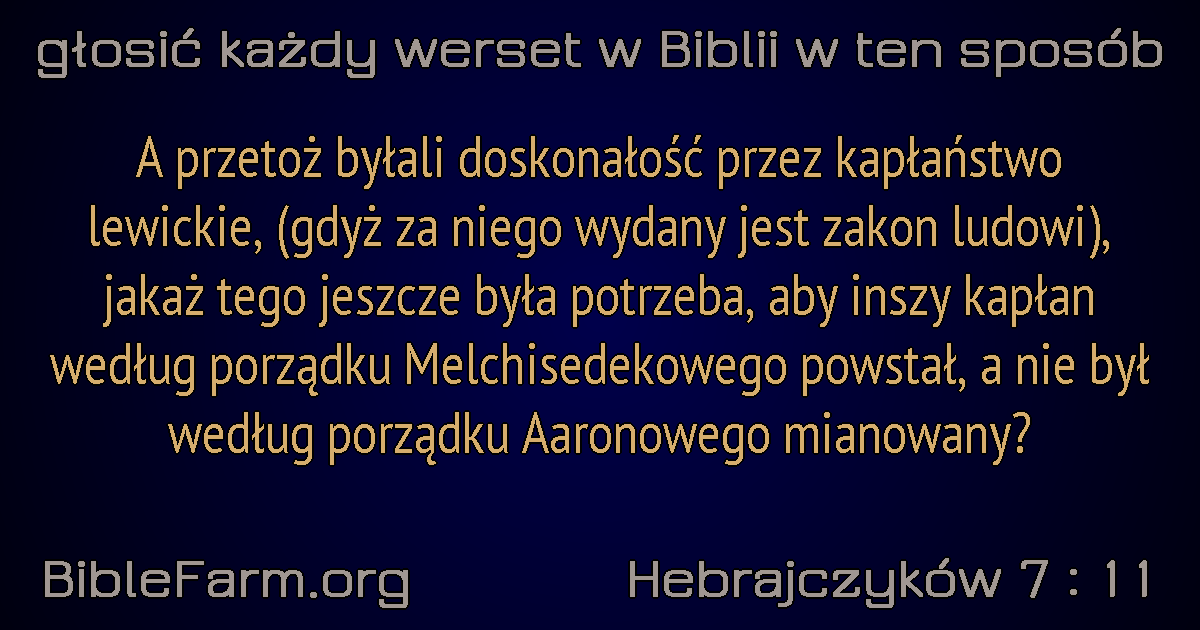 głosić każdy werset w Biblii w ten sposób
A przetoż byłali doskonałość przez kapłaństwo
lewickie, (gdyż za niego wydany jest zakon ludowi),
jakaż tego jeszcze była potrzeba, aby inszy kapłan
według porządku Melchisedekowego powstał, a nie był
według porządku Aaronowego mianowany?
BibleFarm.org
Hebrajczyków 7 : 11